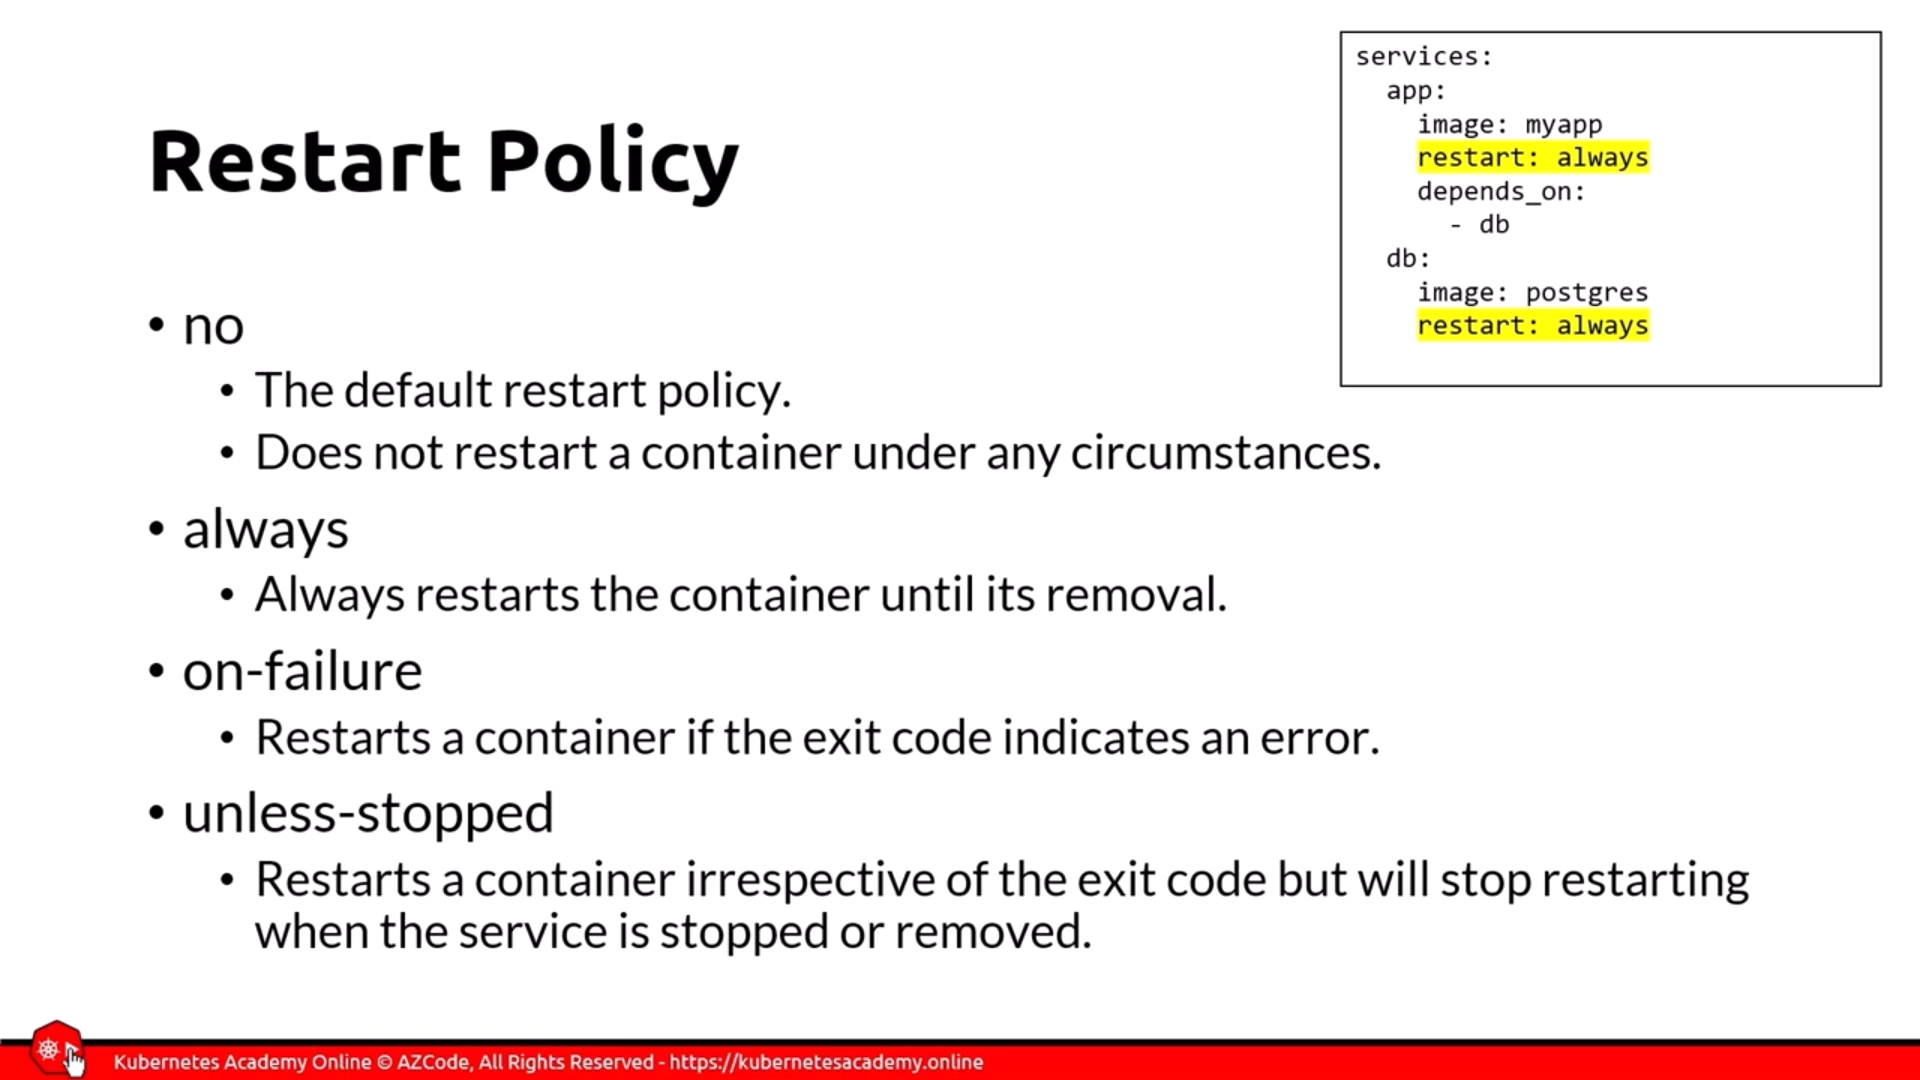 Restart Policy
services:
  app:
    image: myapp
    restart: always
    depends_on:
      - db
  db:
    image: postgres
    restart: always
• no
• The default restart policy.
• Does not restart a container under any circumstances.
• always
• Always restarts the container until its removal.
• on-failure
• Restarts a container if the exit code indicates an error.
• unless-stopped
• Restarts a container irrespective of the exit code but will stop restarting
when the service is stopped or removed.
Kubernetes Academy Online © AZCode, All Rights Reserved - https://kubernetesacademy.online